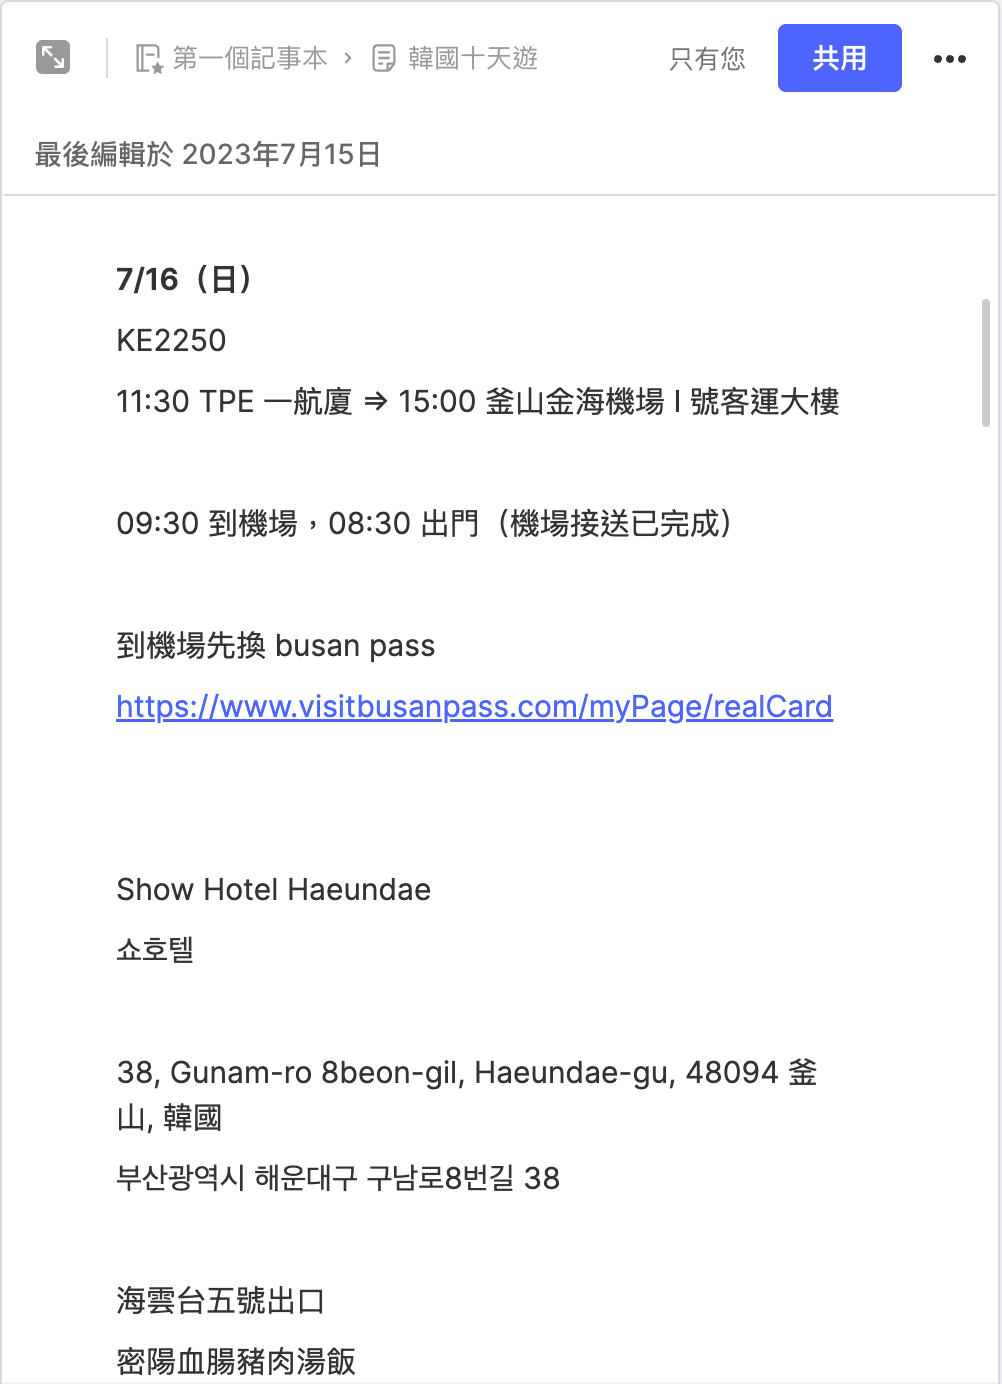 第一個記事本 › 韓國十天遊 只有您 共用
最後編輯於 2023年7月15日
7/16（日）
KE2250
11:30 TPE 一航廈 => 15:00 釜山金海機場 I 號客運大樓
09:30 到機場，08:30 出門（機場接送已完成）
到機場先換 busan pass
https://www.visitbusanpass.com/myPage/realCard
Show Hotel Haeundae
쇼호텔
38, Gunam-ro 8beon-gil, Haeundae-gu, 48094 釜
山, 韓國
부산광역시 해운대구 구남로8번길 38
海雲台五號出口
密陽血腸豬肉湯飯